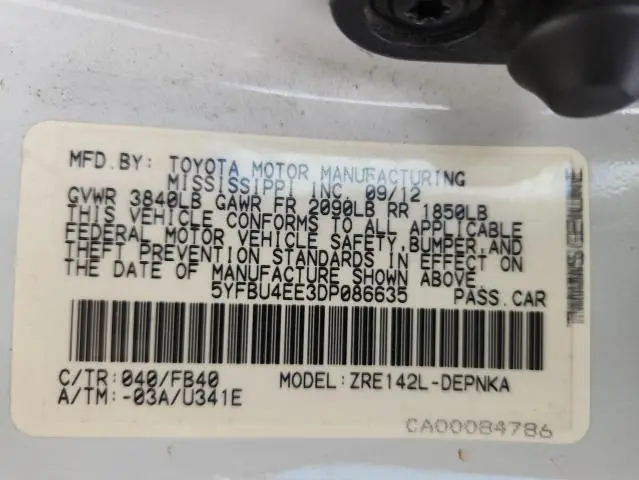 MFD.BY: TOYOTA MOTOR MANUFACTURING
MISSISSIPPI INC. 09/12
GVWR 3840LB GAWR FR 2090LB RR 1850LB
THIS VEHICLE CONFORMS TO ALL APPLICABLE
FEDERAL MOTOR VEHICLE SAFETY,BUMPER,AND
THEFT PREVENTION STANDARDS IN EFFECT ON
THE DATE OF MANUFACTURE SHOWN ABOVE.
5YFBU4EE3DP086635 PASS.CAR
C/TR:040/FB40 MODEL:ZRE142L-DEPNKA
A/TM:-03A/U341E
CA00084786
GENUINE